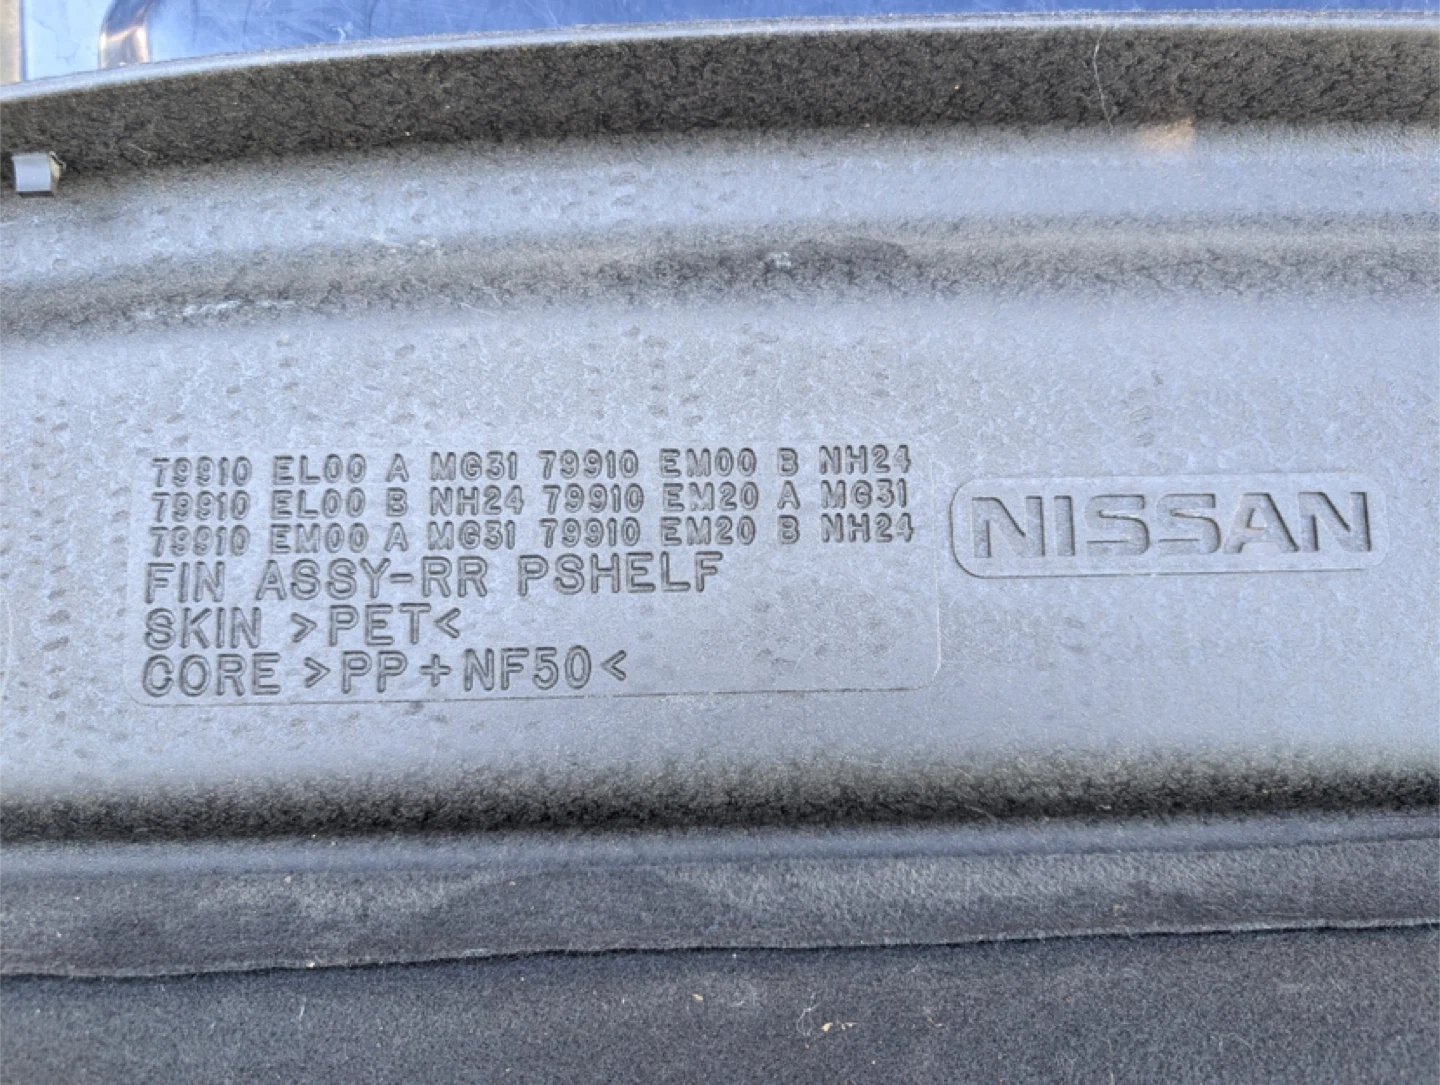 79910 EL00 A MG31 79910 EM00 B NH24
79910 EL00 B NH24 79910 EM20 A MG31
79910 EM00 A MG31 79910 EM20 B NH24
FIN ASSY-RR PSHELF
SKIN >PET<
CORE >PP+NF50<
NISSAN